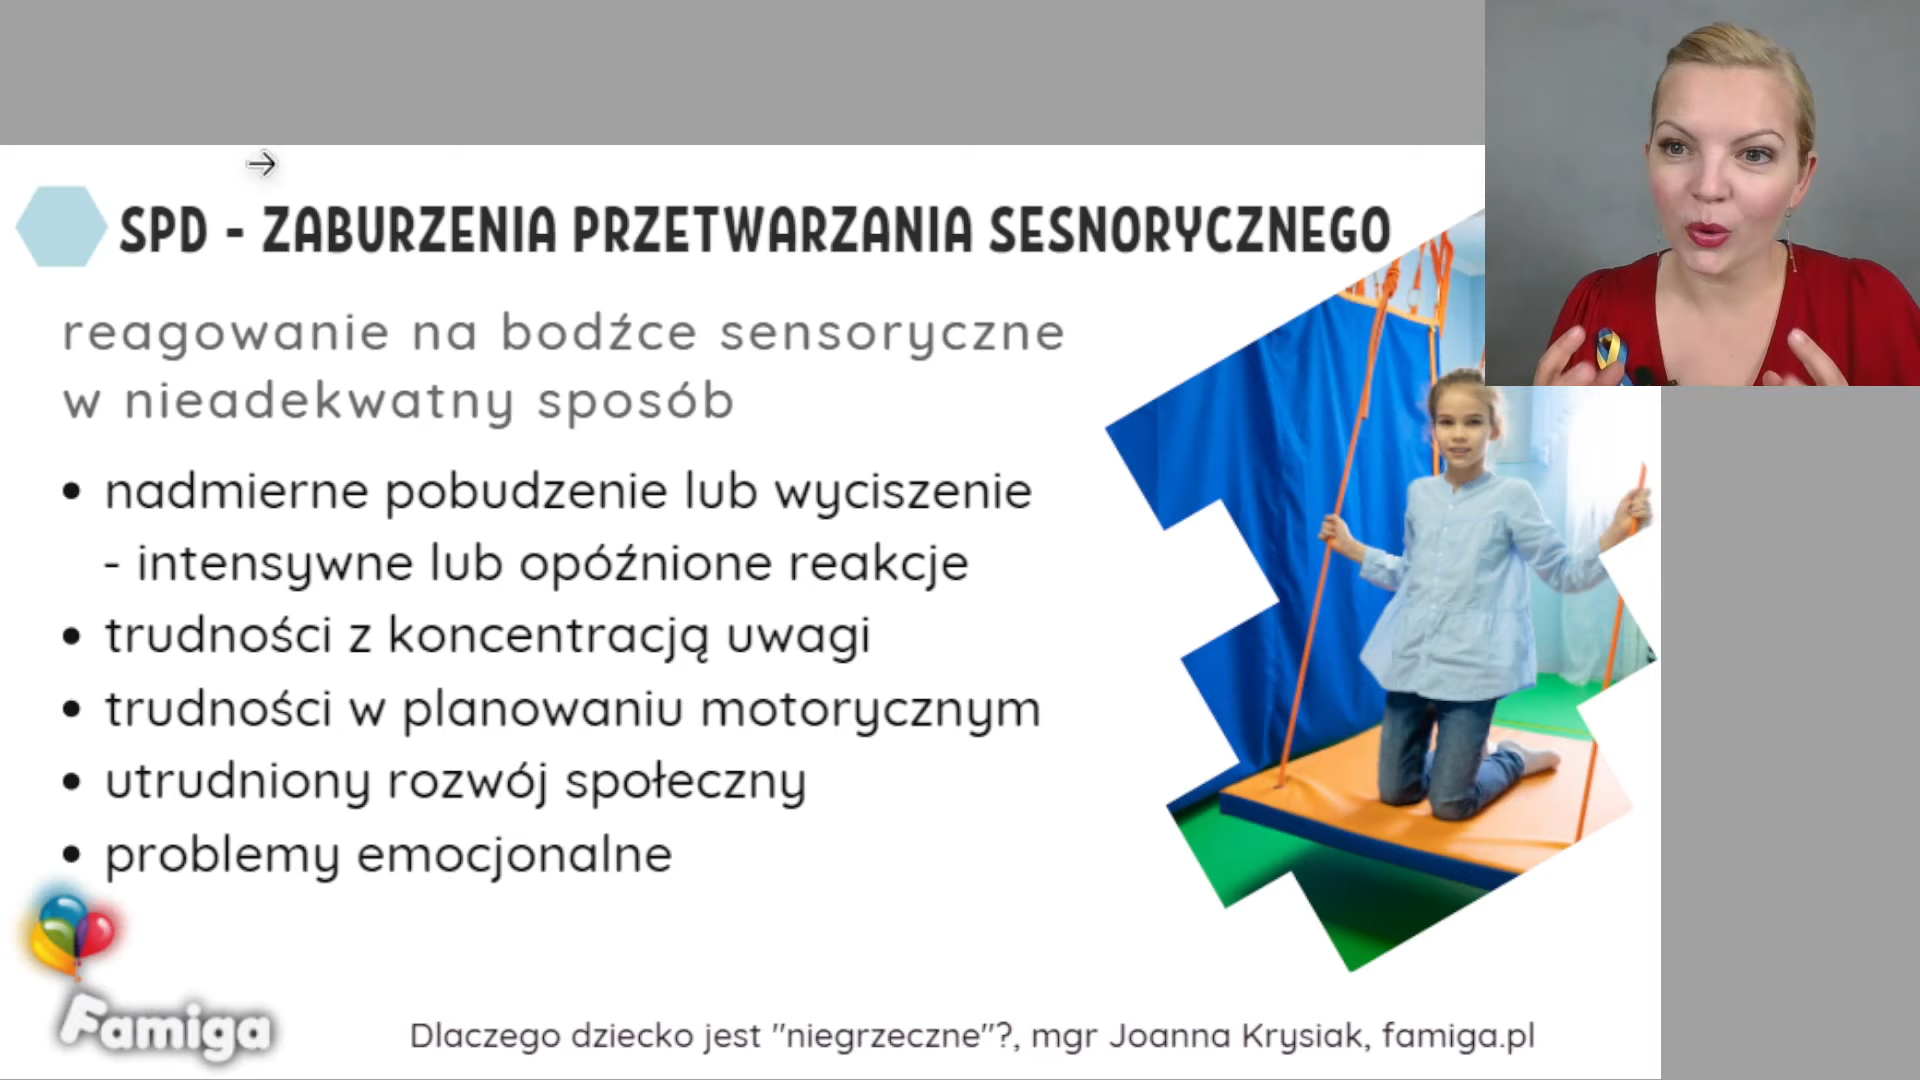 SPD - ZABURZENIA PRZETWARZANIA SESNORYCZNEGO
reagowanie na bodźce sensoryczne
w nieadekwatny sposób
• nadmierne pobudzenie lub wyciszenie
- intensywne lub opóźnione reakcje
• trudności z koncentracją uwagi
• trudności w planowaniu motorycznym
• utrudniony rozwój społeczny
• problemy emocjonalne
Famiga
Dlaczego dziecko jest "niegrzeczne"?, mgr Joanna Krysiak, famiga.pl